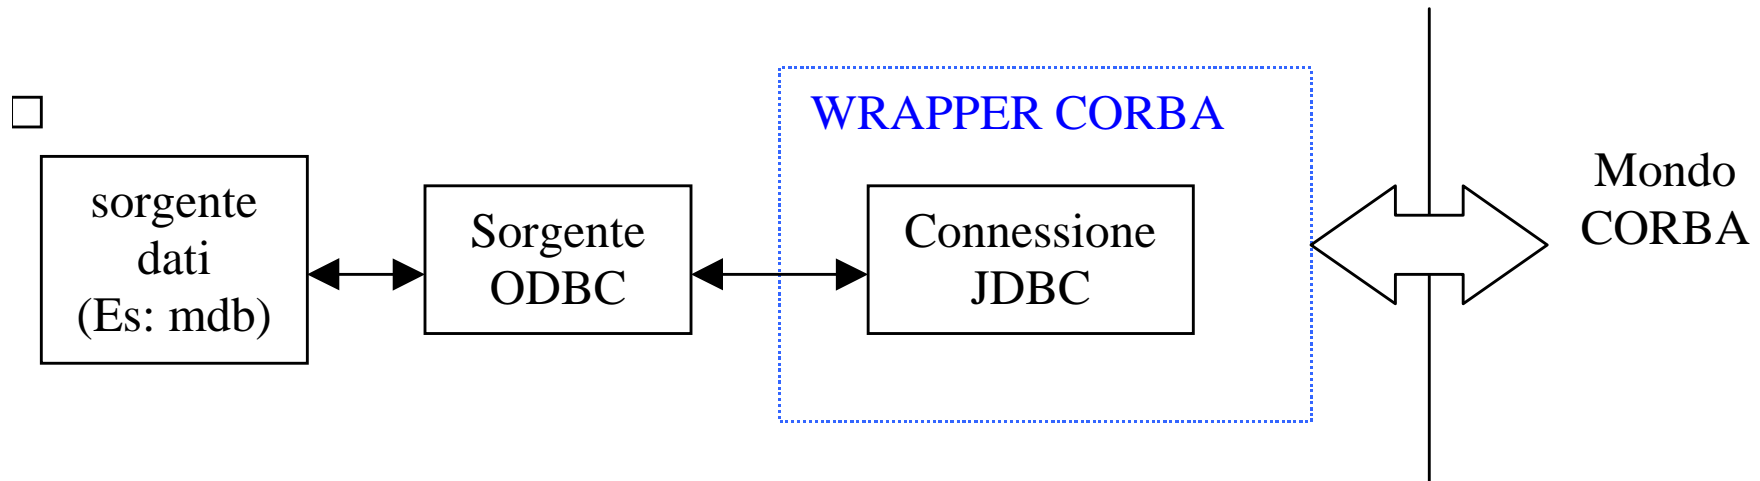 WRAPPER CORBA
sorgente
dati
(Es: mdb)
Sorgente
ODBC
Connessione
JDBC
Mondo
CORBA